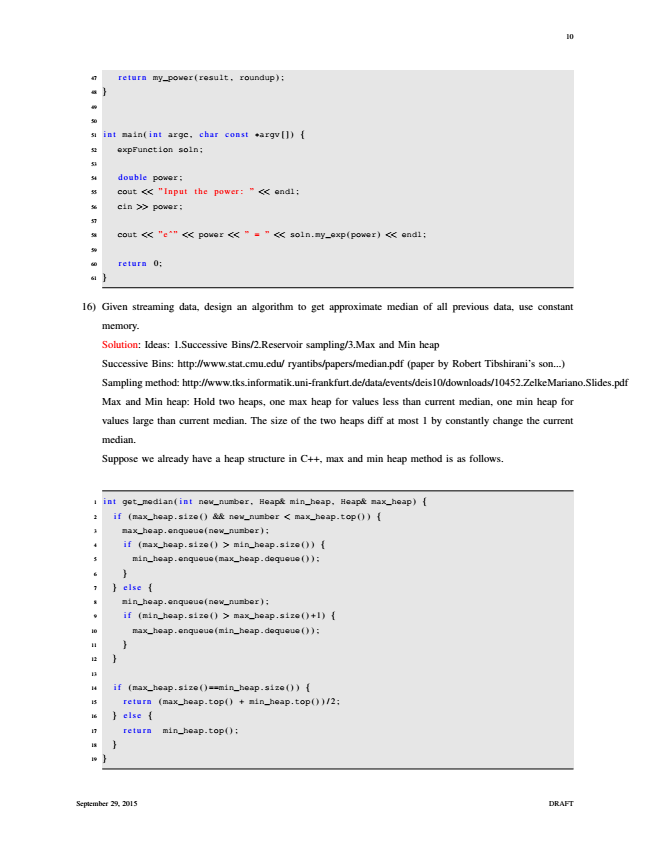 10
47 return my_power(result, roundup);
48 }
49
50
51 int main(int argc, char const *argv[]) {
52 expFunction soln;
53
54 double power;
55 cout << "Input the power: " << endl;
56 cin >> power;
57
58 cout << "e^" << power << " = " << soln.my_exp(power) << endl;
59
60 return 0;
61 }
16) Given streaming data, design an algorithm to get approximate median of all previous data, use constant
memory.
Solution: Ideas: 1.Successive Bins/2.Reservoir sampling/3.Max and Min heap
Successive Bins: http://www.stat.cmu.edu/ ryantibs/papers/median.pdf (paper by Robert Tibshirani's son...)
Sampling method: http://www.tks.informatik.uni-frankfurt.de/data/events/deis10/downloads/10452.ZelkeMariano.Slides.pdf
Max and Min heap: Hold two heaps, one max heap for values less than current median, one min heap for
values large than current median. The size of the two heaps diff at most 1 by constantly change the current
median.
Suppose we already have a heap structure in C++, max and min heap method is as follows.
1 int get_median(int new_number, Heap& min_heap, Heap& max_heap) {
2 if (max_heap.size() && new_number < max_heap.top()) {
3 max_heap.enqueue(new_number);
4 if (max_heap.size() > min_heap.size()) {
5 min_heap.enqueue(max_heap.dequeue());
6 }
7 } else {
8 min_heap.enqueue(new_number);
9 if (min_heap.size() > max_heap.size()+1) {
10 max_heap.enqueue(min_heap.dequeue());
11 }
12 }
13
14 if (max_heap.size()==min_heap.size()) {
15 return (max_heap.top() + min_heap.top())/2;
16 } else {
17 return min_heap.top();
18 }
19 }
September 29, 2015 DRAFT